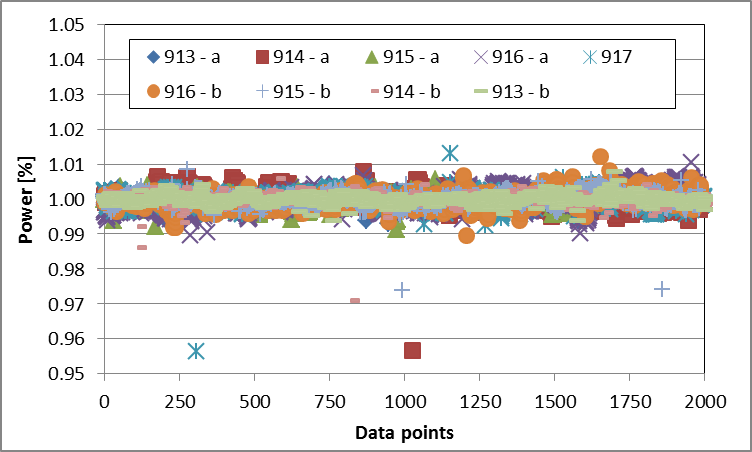 1.05
1.04
1.03
1.02
1.01
1.00
0.99
0.98
0.97
0.96
0.95
Power [%]
913 - a 914 - a 915 - a 916 - a 917
916 - b 915 - b 914 - b 913 - b
0 250 500 750 1000 1250 1500 1750 2000
Data points